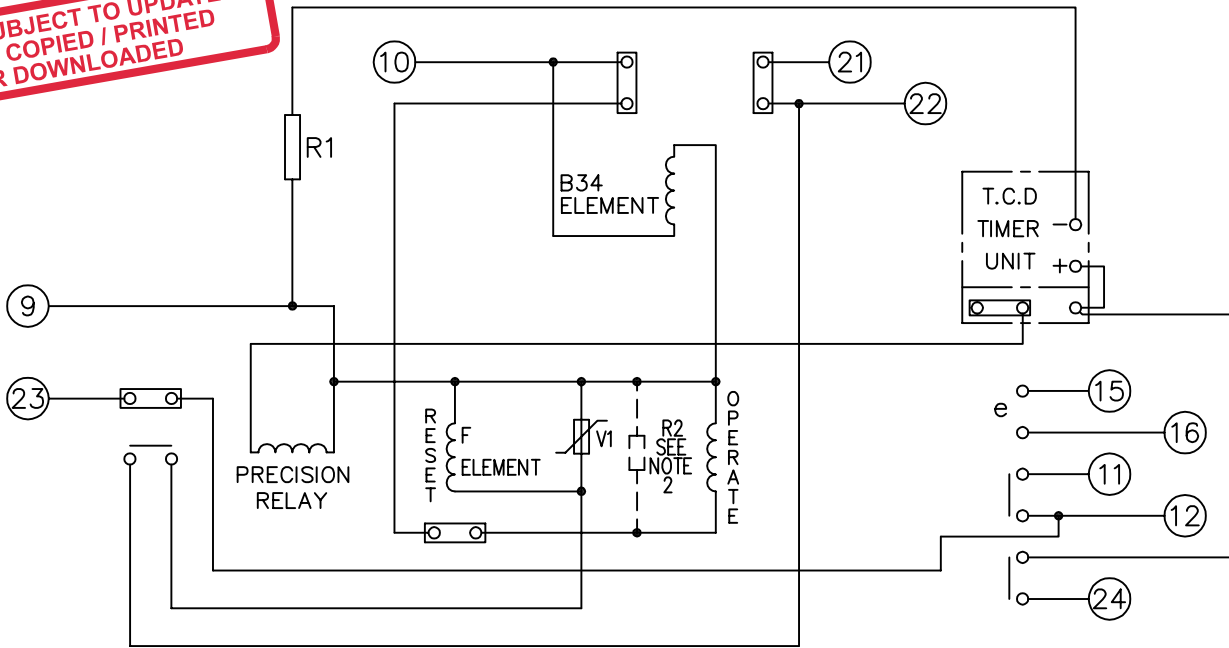 SUBJECT TO UPDATE
COPIED / PRINTED
R DOWNLOADED
10
21
22
R1
B34
ELEMENT
T.C.D
TIMER −
UNIT +
9
23
PRECISION
RELAY
RESET
F
ELEMENT
V1
R2
SEE
NOTE
2
OPERATE
e
15
16
11
12
24